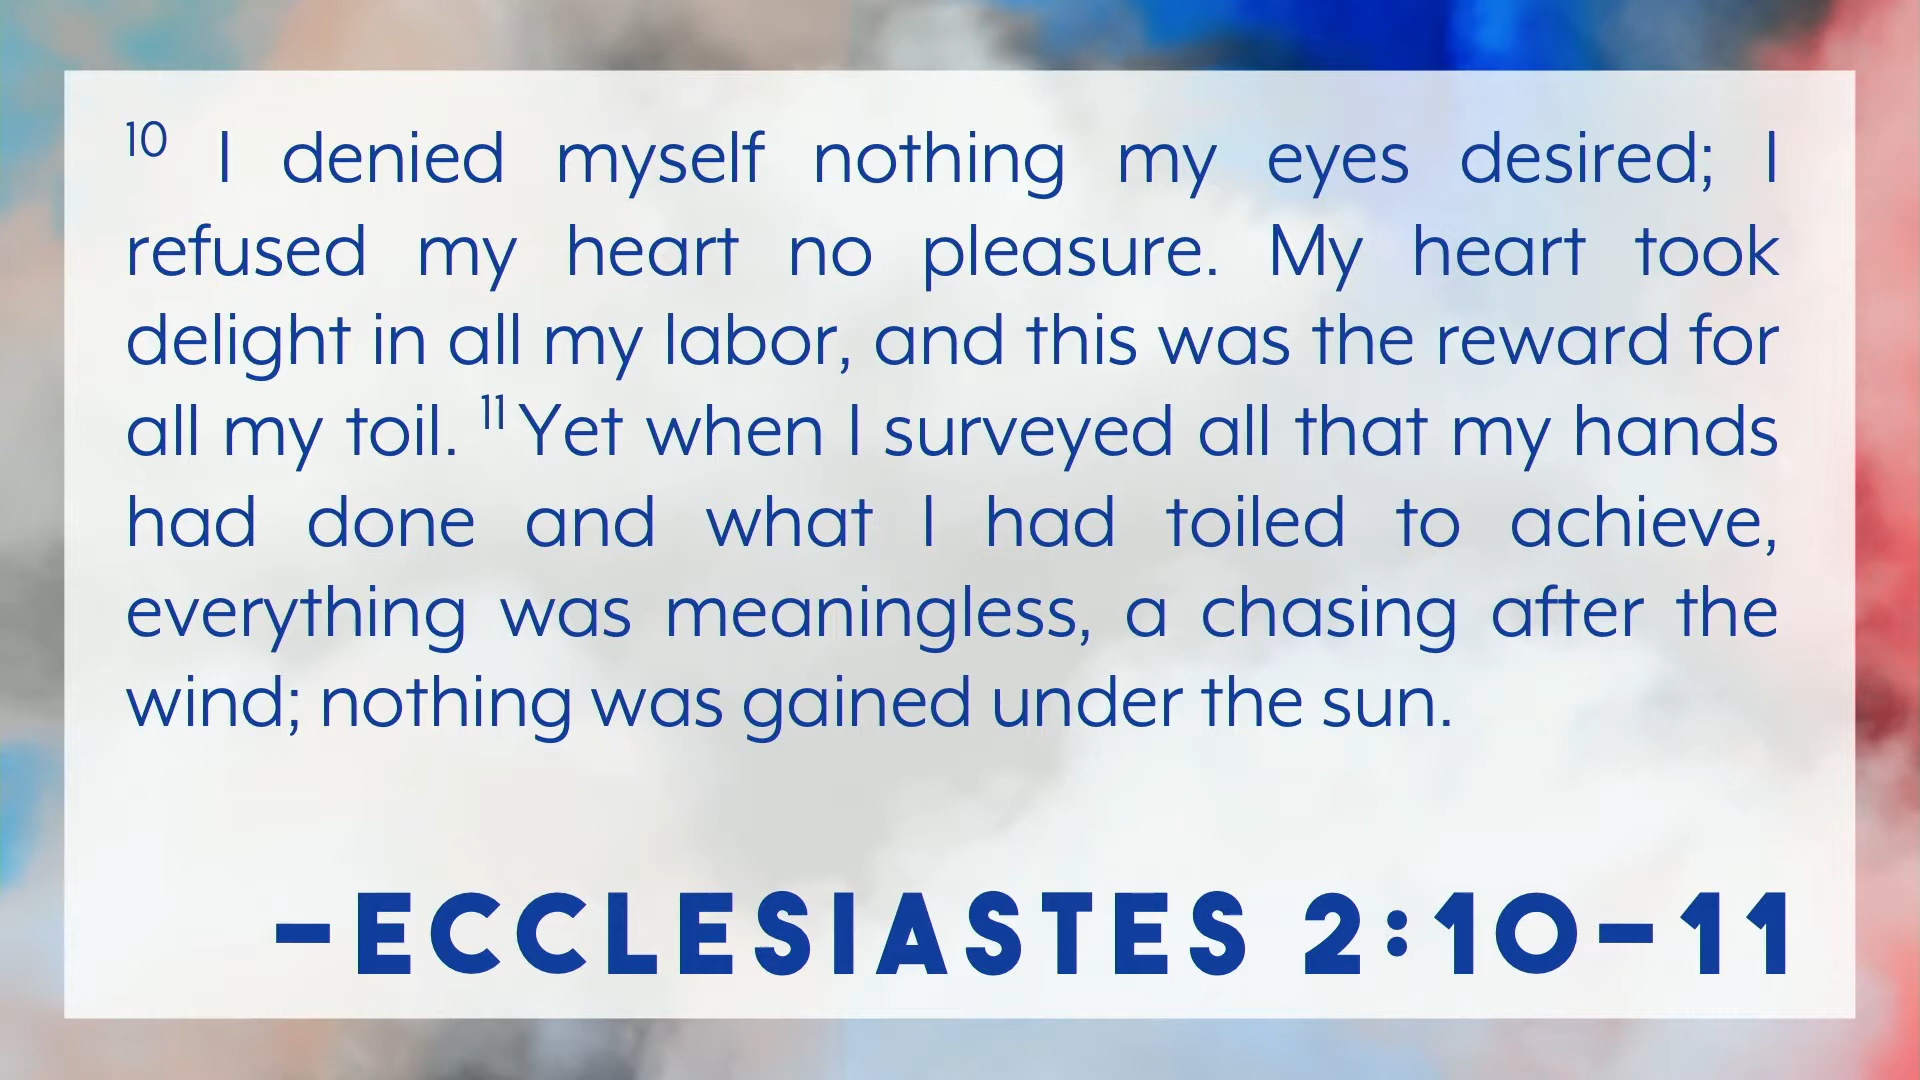 10 I denied myself nothing my eyes desired; I
refused my heart no pleasure. My heart took
delight in all my labor, and this was the reward for
all my toil. 11 Yet when I surveyed all that my hands
had done and what I had toiled to achieve,
everything was meaningless, a chasing after the
wind; nothing was gained under the sun.
-ECCLESIASTES 2:10-11